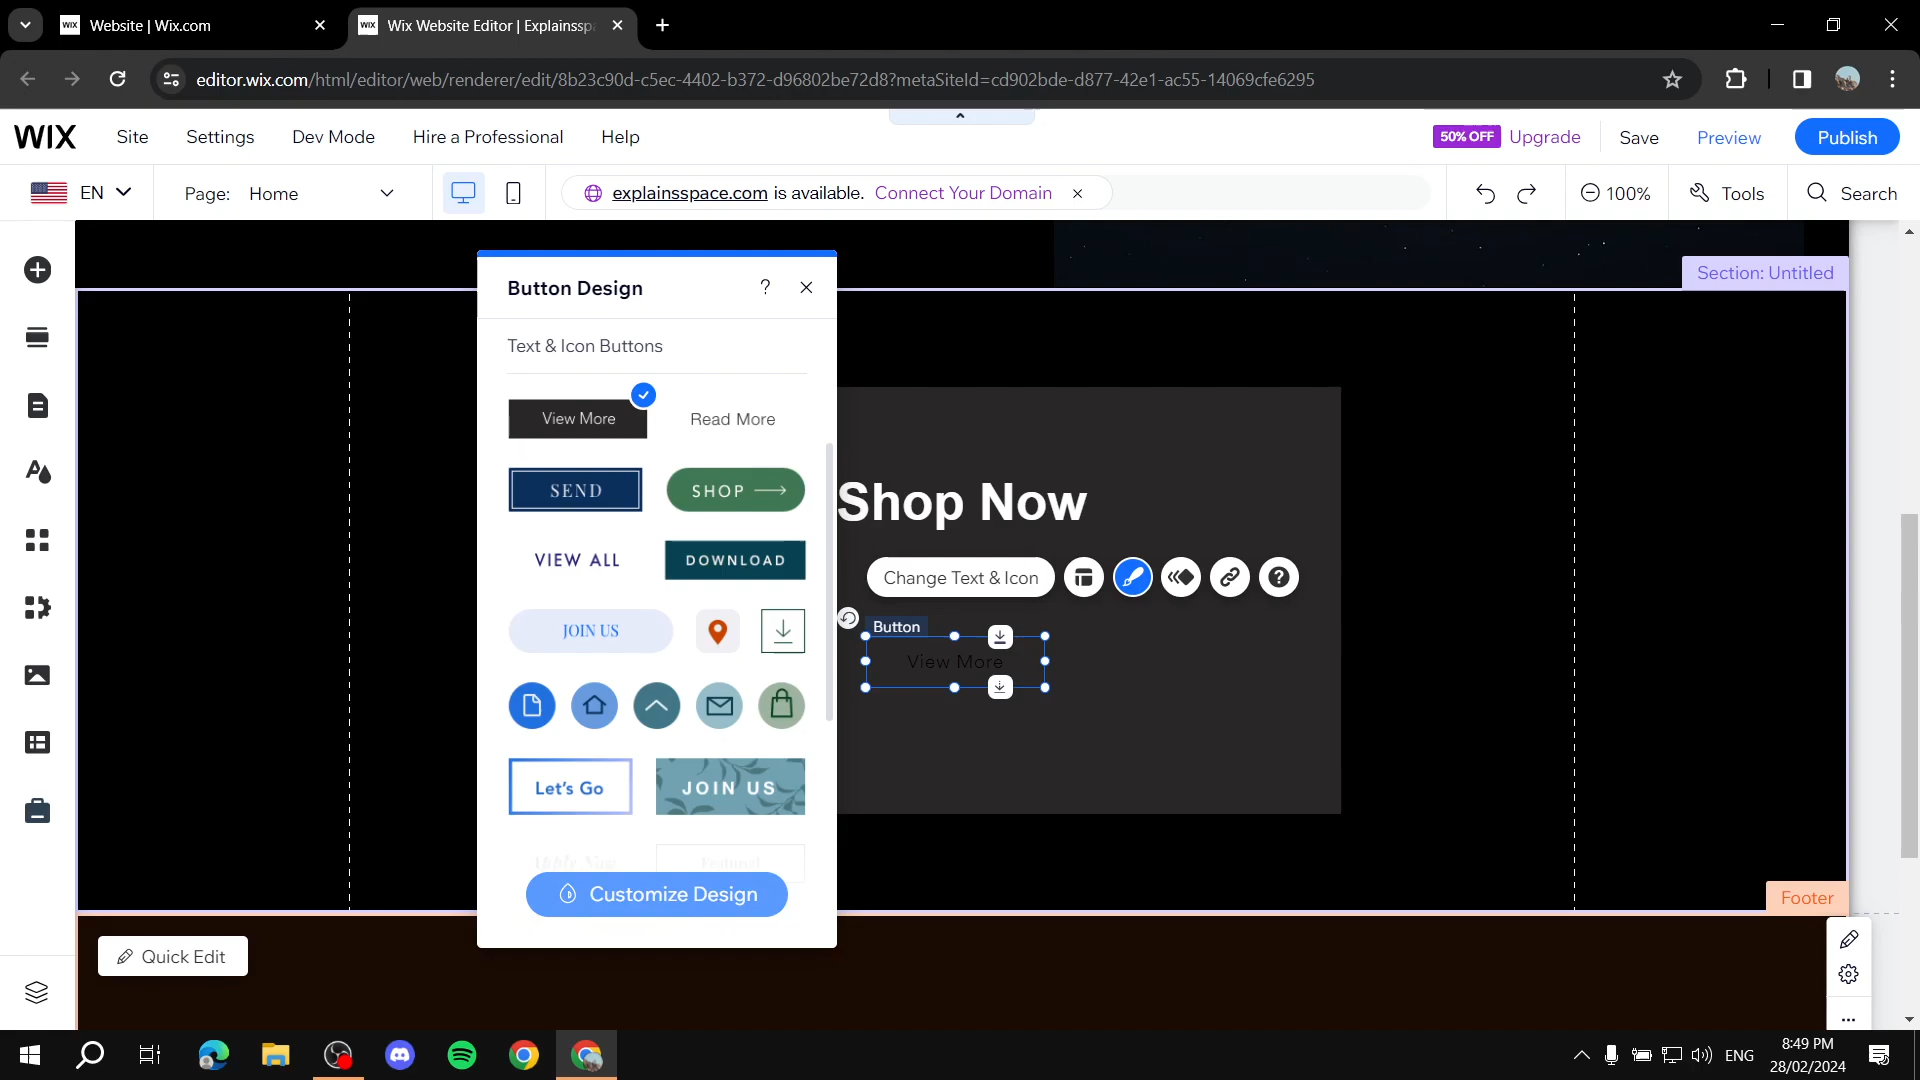 Website | Wix.com
Wix Website Editor | Explainssp
editor.wix.com/html/editor/web/renderer/edit/8b23c90d-c5ec-4402-b372-d96802be72d8?metaSiteId=cd902bde-d877-42e1-ac55-14069cfe6295
WIX Site Settings Dev Mode Hire a Professional Help 50% OFF Upgrade Save Preview Publish
EN Page: Home explainsspace.com is available. Connect Your Domain 100% Tools Search
Section: Untitled
Button Design ?
Text & Icon Buttons
View More Read More
SEND SHOP
VIEW ALL DOWNLOAD
JOIN US
Let's Go JOIN US
Customize Design
Shop Now
Change Text & Icon
Button
View More
Footer
Quick Edit
ENG
8:49 PM
28/02/2024